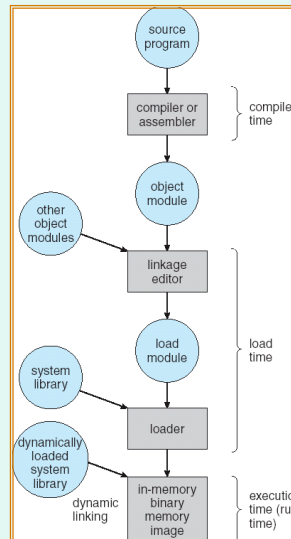 source
program
compiler or
assembler
compile
time
object
module
other
object
modules
linkage
editor
load
module
load
time
system
library
loader
dynamically
loaded
system
library
dynamic
linking
in-memory
binary
memory
image
executio
time (ru
time)